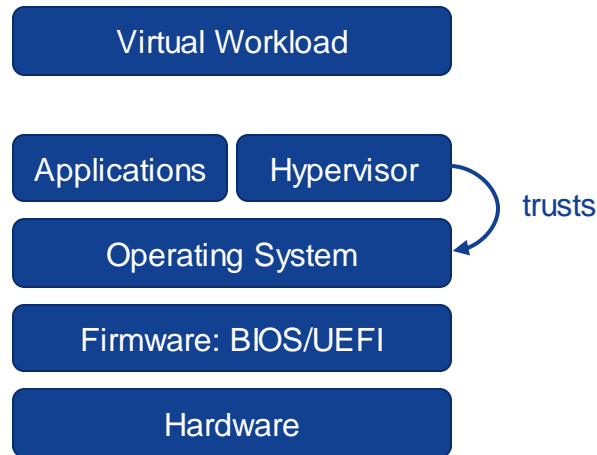 Virtual Workload
Applications
Hypervisor
trusts
Operating System
Firmware: BIOS/UEFI
Hardware